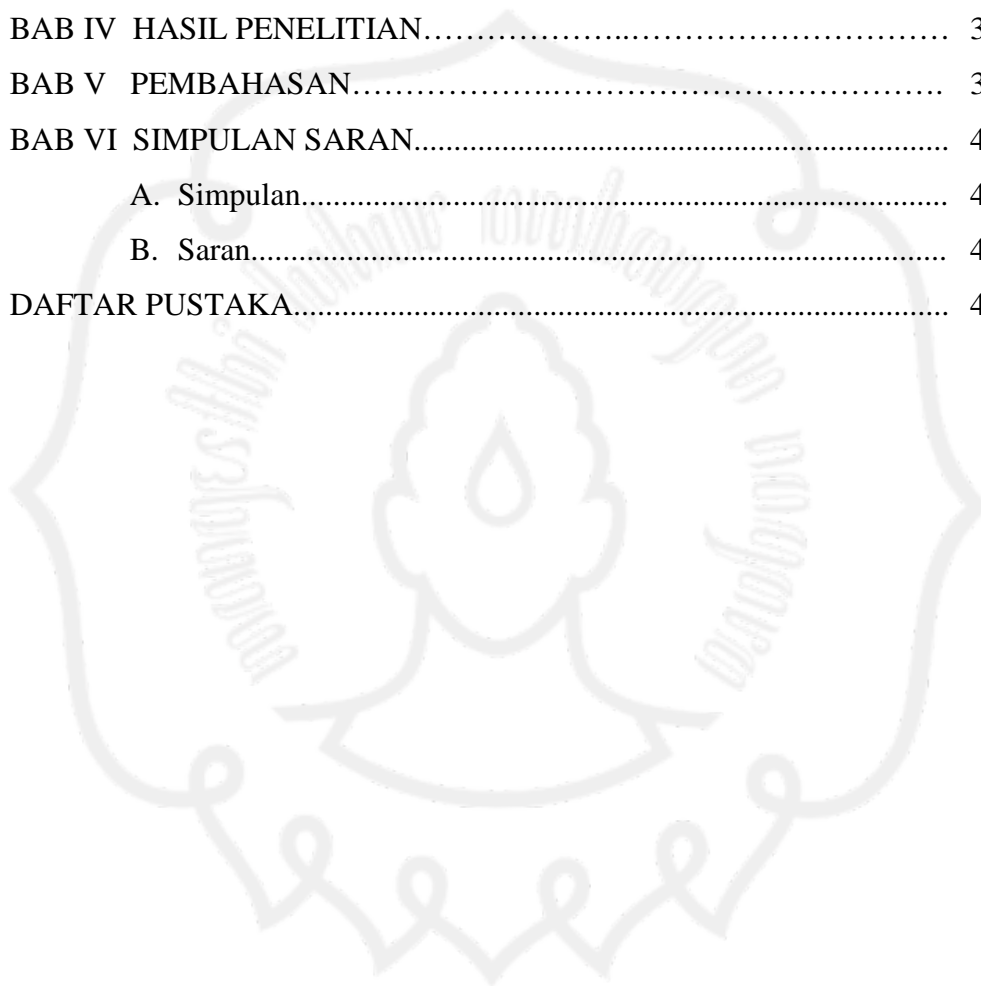 BAB IV HASIL PENELITIAN……………….……………………… 3
BAB V PEMBAHASAN……………….………………………………. 3
BAB VI SIMPULAN SARAN................................................................... 4
A. Simpulan................................................................................. 4
B. Saran....................................................................................... 4
DAFTAR PUSTAKA.................................................................................. 4